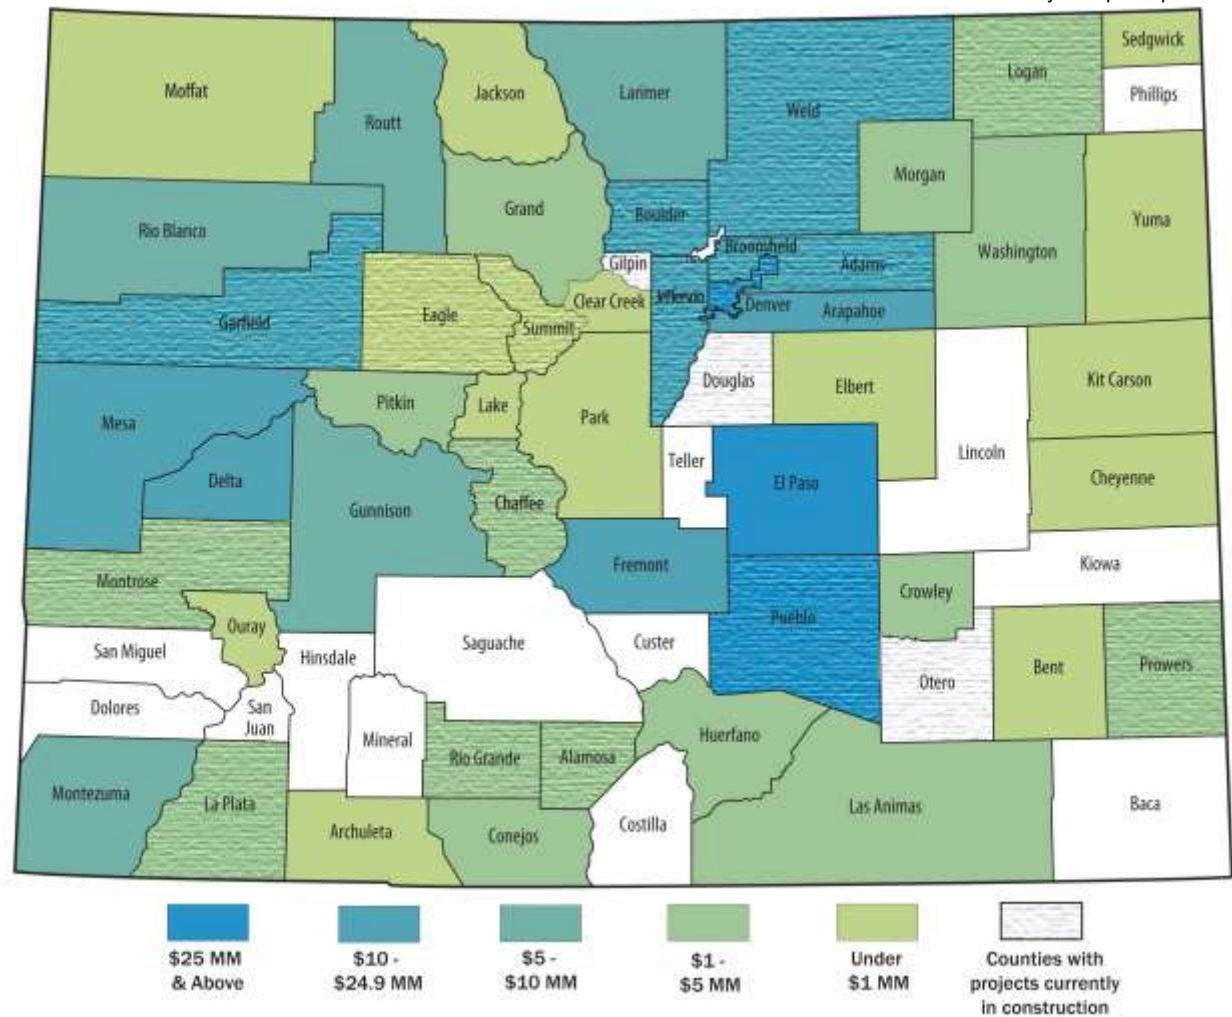 Sedgwick
Logan
Moffat
Jackson
Larimer
Phillips
Weld
Routt
Morgan
Grand
Boulder
Yuma
Rio Blanco
Broomfield
Washington
Gilpin
Adams
Jefferson
Clear Creek
Denver
Arapahoe
Eagle
Garfield
Summit
Douglas
Kit Carson
Elbert
Pitkin
Lake
Park
Mesa
Lincoln
Teller
Cheyenne
Delta
El Paso
Chaffee
Gunnison
Fremont
Kiowa
Montrose
Crowley
Pueblo
Ouray
Saguache
Custer
San Miguel
Hinsdale
Prowers
Bent
Otero
Dolores
San
Juan
Huerfano
Mineral
Rio Grande
Alamosa
Montezuma
La Plata
Baca
Las Animas
Costilla
Archuleta
Conejos
$25 MM
& Above
$10 -
$24.9 MM
$5 -
$10 MM
$1 -
$5 MM
Under
$1 MM
Counties with
projects currently
in construction